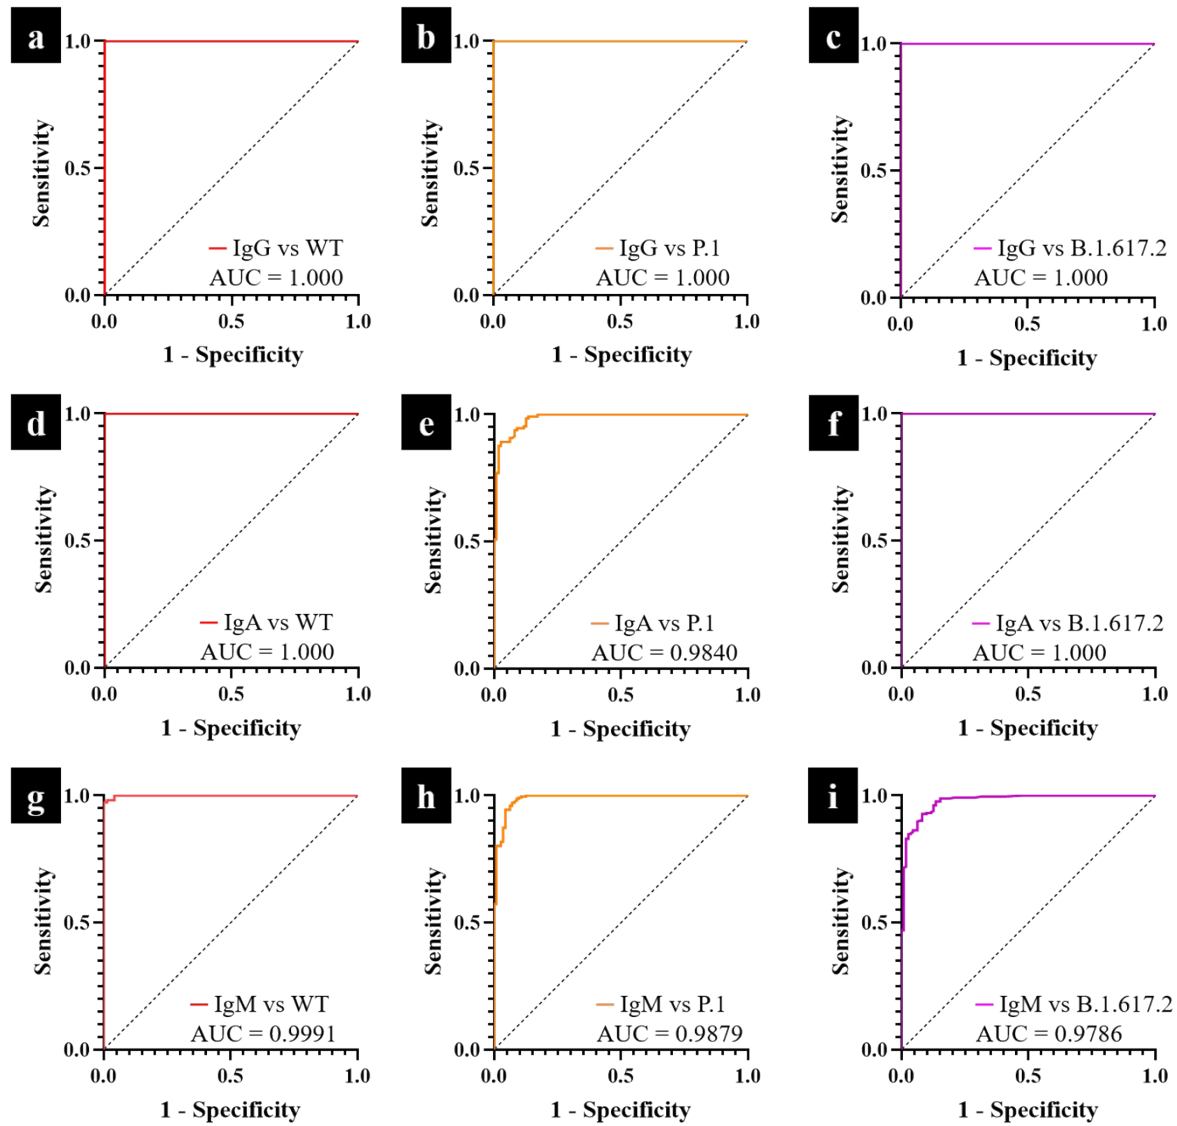 a
1.0
Sensitivity
0.5
IgG vs WT
AUC = 1.000
0.0
0.0 0.5 1.0
1 - Specificity
b
1.0
Sensitivity
0.5
IgG vs P.1
AUC = 1.000
0.0
0.0 0.5 1.0
1 - Specificity
c
1.0
Sensitivity
0.5
IgG vs B.1.617.2
AUC = 1.000
0.0
0.0 0.5 1.0
1 - Specificity
d
1.0
Sensitivity
0.5
IgA vs WT
AUC = 1.000
0.0
0.0 0.5 1.0
1 - Specificity
e
1.0
Sensitivity
0.5
IgA vs P.1
AUC = 0.9840
0.0
0.0 0.5 1.0
1 - Specificity
f
1.0
Sensitivity
0.5
IgA vs B.1.617.2
AUC = 1.000
0.0
0.0 0.5 1.0
1 - Specificity
g
1.0
Sensitivity
0.5
IgM vs WT
AUC = 0.9991
0.0
0.0 0.5 1.0
1 - Specificity
h
1.0
Sensitivity
0.5
IgM vs P.1
AUC = 0.9879
0.0
0.0 0.5 1.0
1 - Specificity
i
1.0
Sensitivity
0.5
IgM vs B.1.617.2
AUC = 0.9786
0.0
0.0 0.5 1.0
1 - Specificity